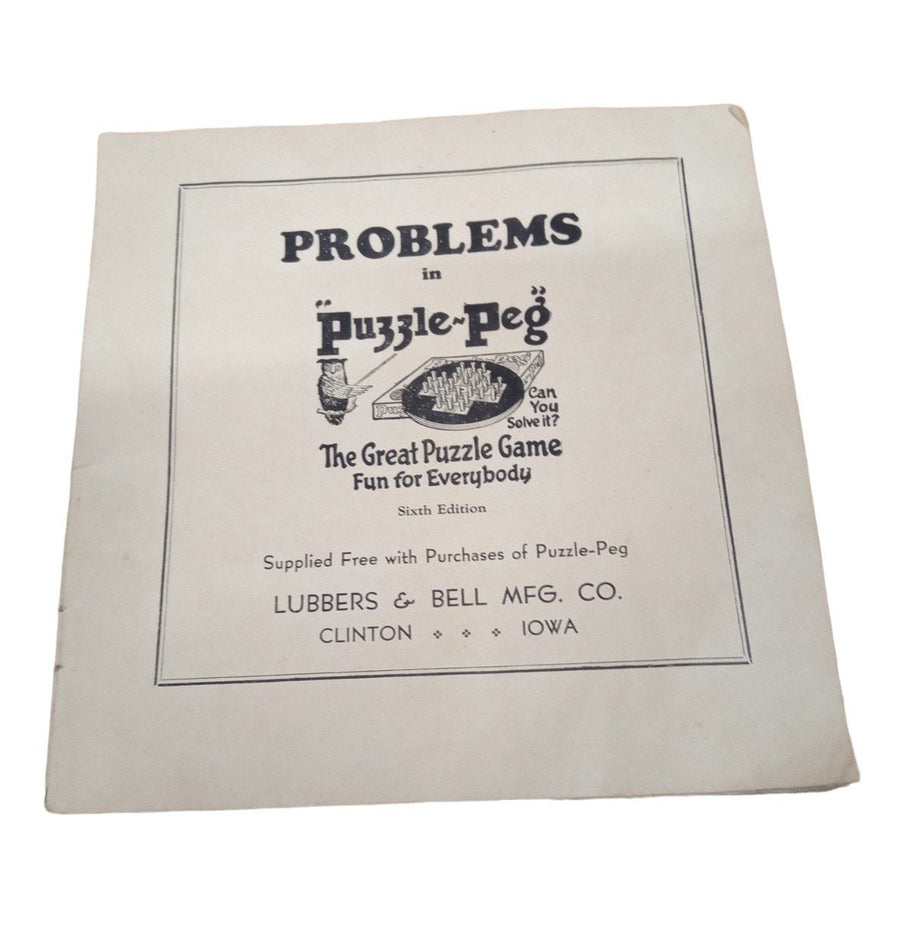 PROBLEMS
in
"Puzzle-Peg"
Can
You
Solve it?
The Great Puzzle Game
Fun for Everybody
Sixth Edition
Supplied Free with Purchases of Puzzle-Peg
LUBBERS & BELL MFG. CO.
CLINTON IOWA